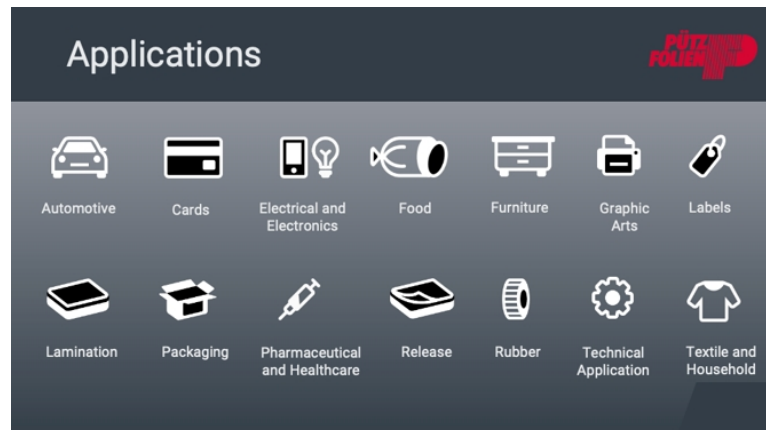 Applications
PÜTZ
FOLIEN
Automotive
Cards
Electrical and
Electronics
Food
Furniture
Graphic
Arts
Labels
Lamination
Packaging
Pharmaceutical
and Healthcare
Release
Rubber
Technical
Application
Textile and
Household